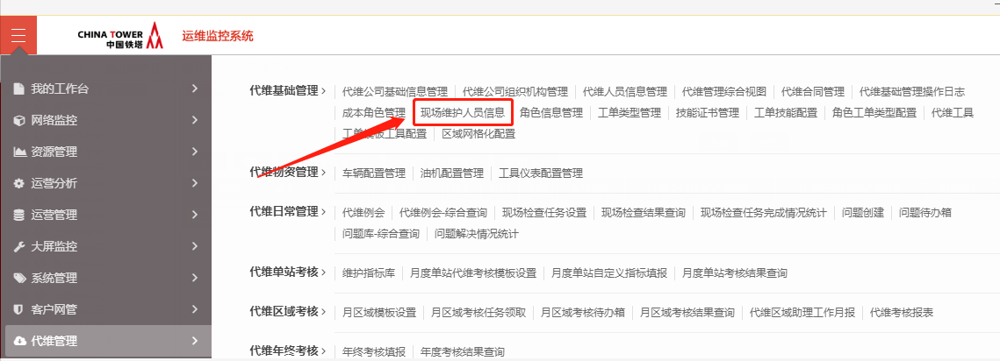 CHINA TOWER
中国铁塔
运维监控系统
我的工作台
网络监控
资源管理
运营分析
运营管理
大屏监控
系统管理
客户网管
代维管理
代维基础管理
代维公司基础信息管理 代维公司组织机构管理 代维人员信息管理 代维管理综合视图 代维合同管理 代维基础管理操作日志
成本角色管理 现场维护人员信息 角色信息管理 工单类型管理 技能证书管理 工单技能配置 角色工单类型配置 代维工具
工单模板工具配置 区域网格化配置
代维物资管理
车辆配置管理 油机配置管理 工具仪表配置管理
代维日常管理
代维例会 代维例会-综合查询 现场检查任务设置 现场检查结果查询 现场检查任务完成情况统计 问题创建 问题待办箱
问题库-综合查询 问题解决情况统计
代维单站考核
维护指标库 月度单站代维考核模板设置 月度单站自定义指标填报 月度单站考核结果查询
代维区域考核
月区域模板设置 月区域考核任务领取 月区域考核待办箱 月区域考核结果查询 代维区域助理工作月报 代维考核报表
代维年终考核
年终考核填报 年度考核结果查询